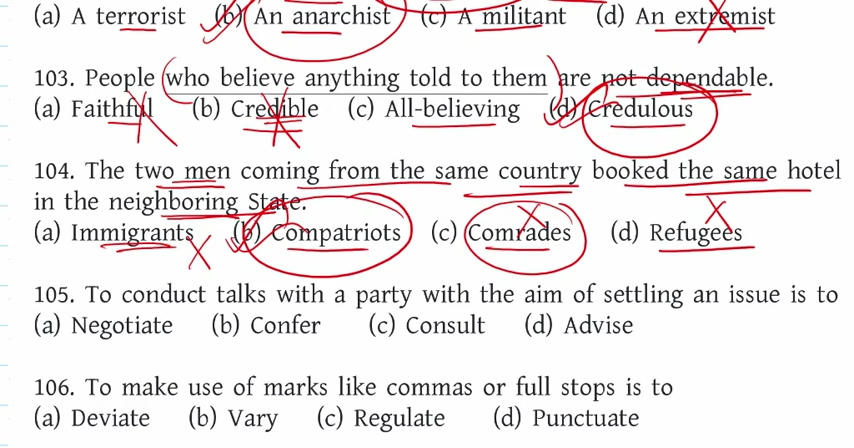 (a) A terrorist (b) An anarchist (c) A militant (d) An extremist
103. People who believe anything told to them are not dependable.
(a) Faithful (b) Credible (c) All-believing (d) Credulous
104. The two men coming from the same country booked the same hotel
in the neighboring State.
(a) Immigrants (b) Compatriots (c) Comrades (d) Refugees
105. To conduct talks with a party with the aim of settling an issue is to
(a) Negotiate (b) Confer (c) Consult (d) Advise
106. To make use of marks like commas or full stops is to
(a) Deviate (b) Vary (c) Regulate (d) Punctuate